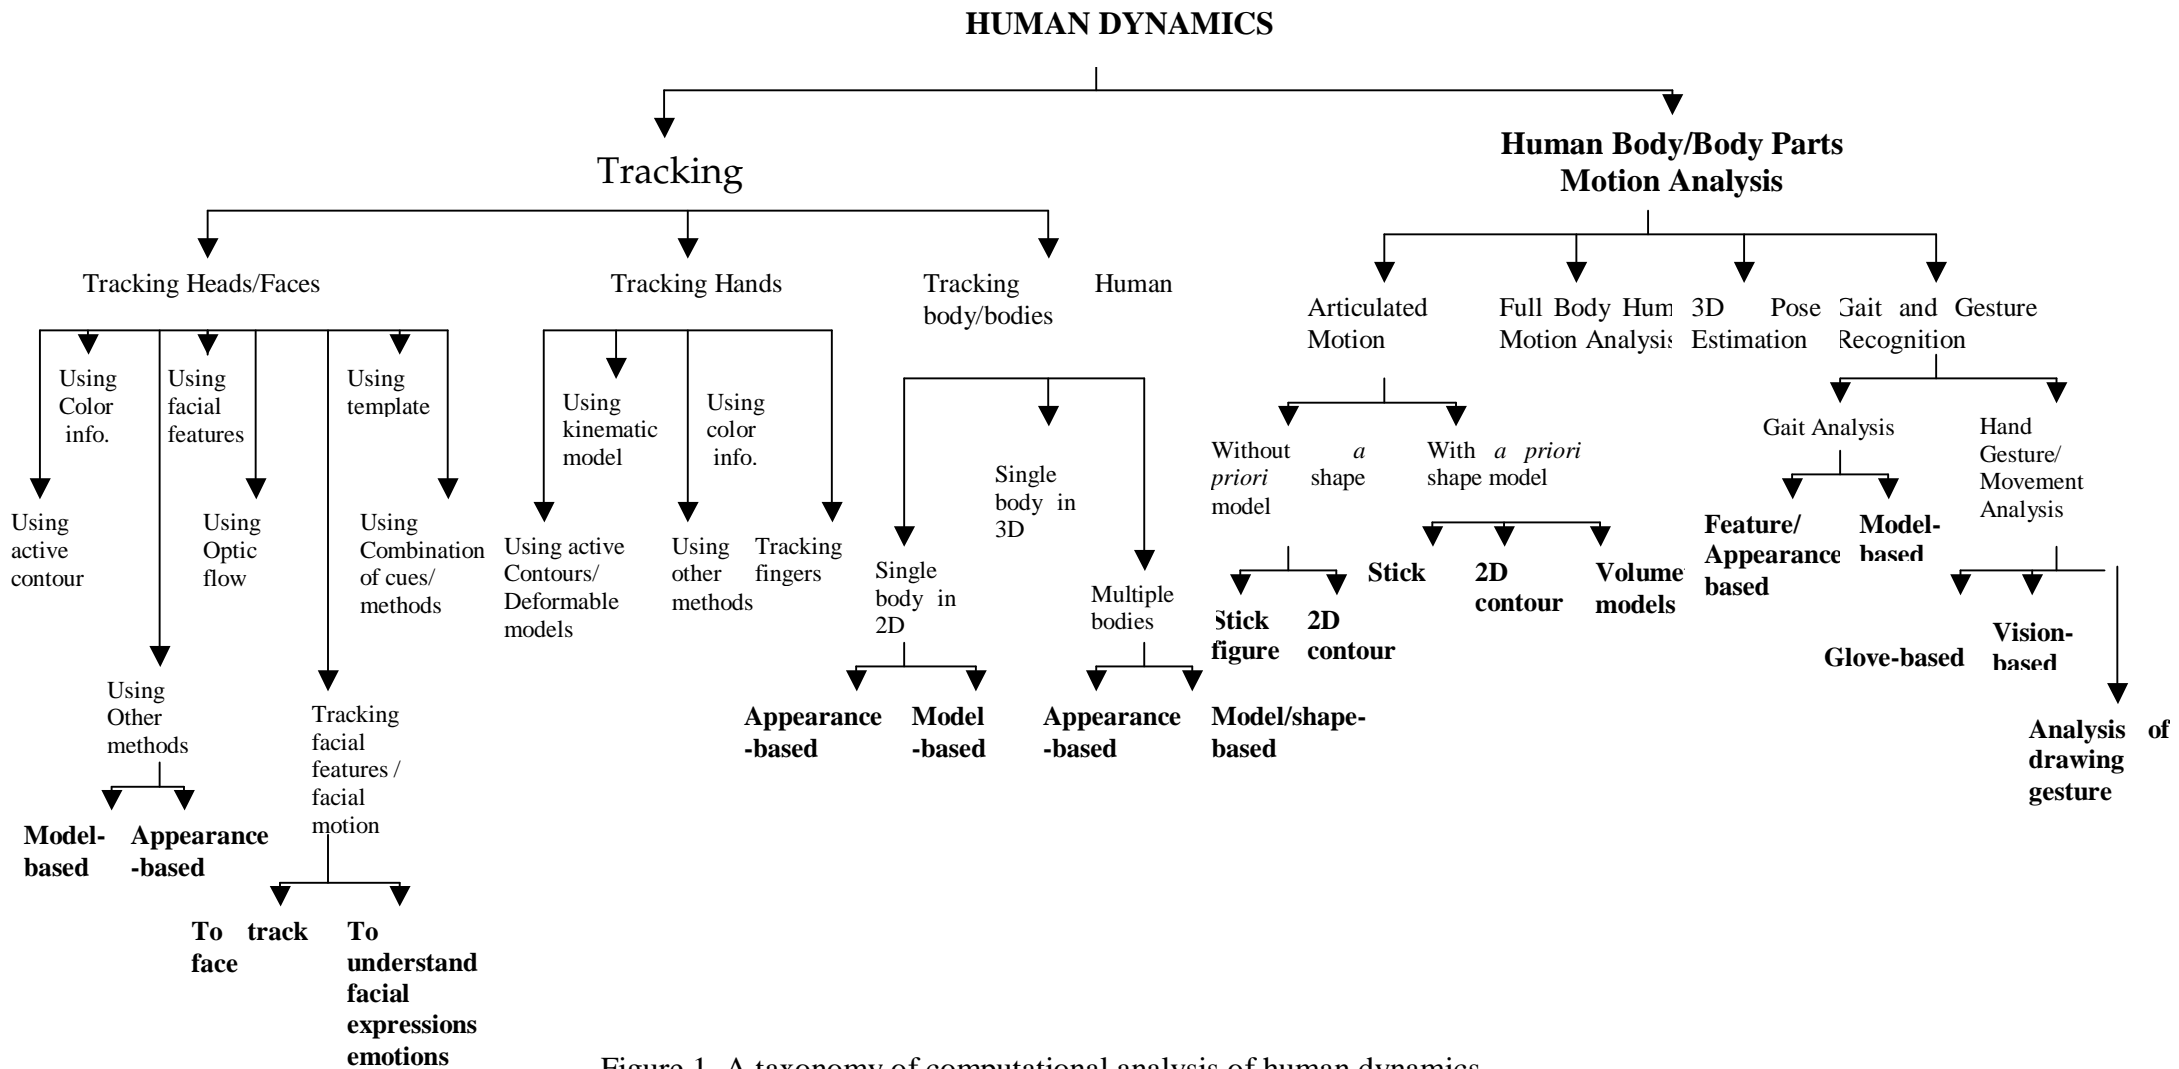 HUMAN DYNAMICS
Tracking
Human Body/Body Parts
Motion Analysis
Tracking Heads/Faces
Tracking Hands
Tracking Human
body/bodies
Articulated
Motion
Full Body Hum
Motion Analysis
3D Pose
Estimation
Gait and Gesture
Recognition
Using
Color
info.
Using
facial
features
Using
template
Using
active
contour
Using
Optic
flow
Using
Combination
of cues/
methods
Using
Other
methods
Model-
based
Appearance
-based
Tracking
facial
features /
facial
motion
To track
face
To
understand
facial
expressions
emotions
Using
kinematic
model
Using
color
info.
Using active
Contours/
Deformable
models
Using
other
methods
Tracking
fingers
Single
body in
3D
Single
body in
2D
Multiple
bodies
Appearance
-based
Model
-based
Appearance
-based
Model/shape-
based
Without a
priori shape
model
With a priori
shape model
Stick
figure
2D
contour
Stick
2D
contour
Volume
models
Gait Analysis
Hand
Gesture/
Movement
Analysis
Feature/
Appearance
based
Model-
based
Glove-based
Vision-
based
Analysis of
drawing
gesture
Figure 1. A taxonomy of computational analysis of human dynamics